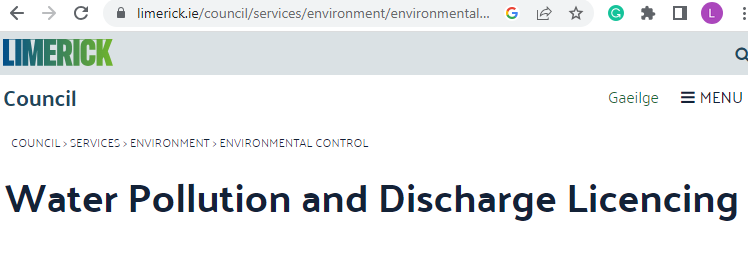 limerick.ie/council/services/environment/environmental...
G
L
LIMERICK
Council
Gaeilge
MENU
COUNCIL > SERVICES > ENVIRONMENT > ENVIRONMENTAL CONTROL
Water Pollution and Discharge Licencing